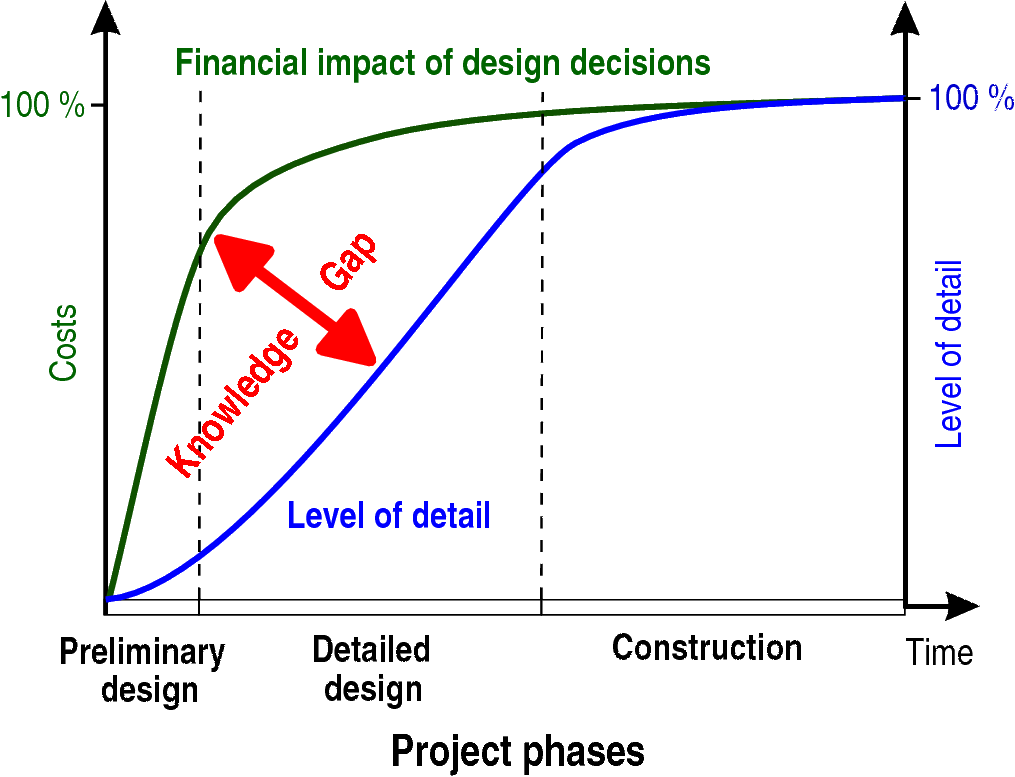 Financial impact of design decisions
100 %
100 %
Gap
Knowledge
Costs
Level of detail
Level of detail
Preliminary
design
Detailed
design
Construction
Time
Project phases